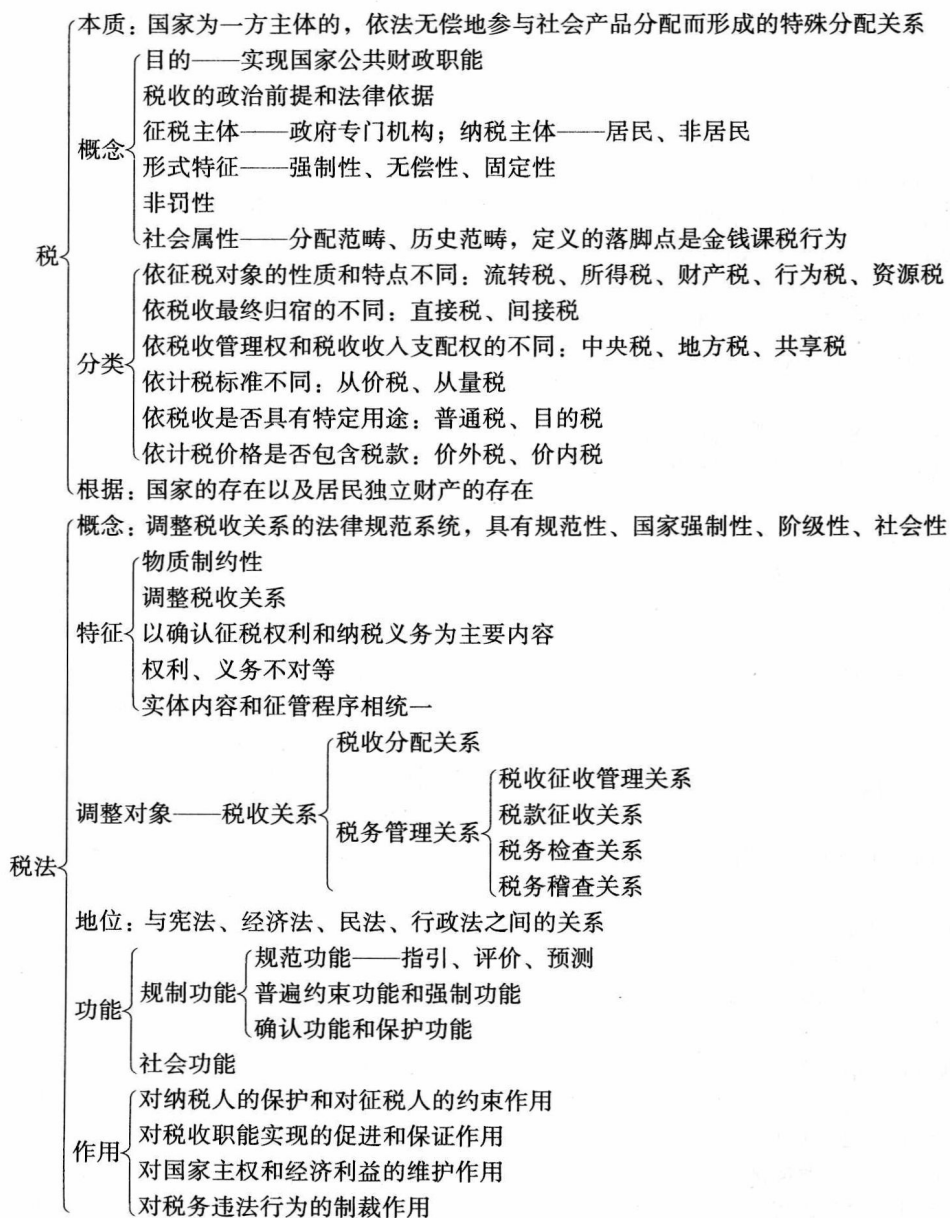 本质：国家为一方主体的，依法无偿地参与社会产品分配而形成的特殊分配关系
目的——实现国家公共财政职能
税收的政治前提和法律依据
征税主体——政府专门机构；纳税主体——居民、非居民
概念
形式特征——强制性、无偿性、固定性
非罚性
社会属性——分配范畴、历史范畴，定义的落脚点是金钱课税行为
税
依征税对象的性质和特点不同：流转税、所得税、财产税、行为税、资源税
依税收最终归宿的不同：直接税、间接税
依税收管理权和税收收入支配权的不同：中央税、地方税、共享税
分类
依计税标准不同：从价税、从量税
依税收是否具有特定用途：普通税、目的税
依计税价格是否包含税款：价外税、价内税
根据：国家的存在以及居民独立财产的存在
概念：调整税收关系的法律规范系统，具有规范性、国家强制性、阶级性、社会性
物质制约性
调整税收关系
特征
以确认征税权利和纳税义务为主要内容
权利、义务不对等
实体内容和征管程序相统一
税收分配关系
税收征收管理关系
调整对象——税收关系
税款征收关系
税务管理关系
税务检查关系
税务稽查关系
税法
地位：与宪法、经济法、民法、行政法之间的关系
规范功能——指引、评价、预测
规制功能
普遍约束功能和强制功能
功能
确认功能和保护功能
社会功能
对纳税人的保护和对征税人的约束作用
对税收职能实现的促进和保证作用
作用
对国家主权和经济利益的维护作用
对税务违法行为的制裁作用